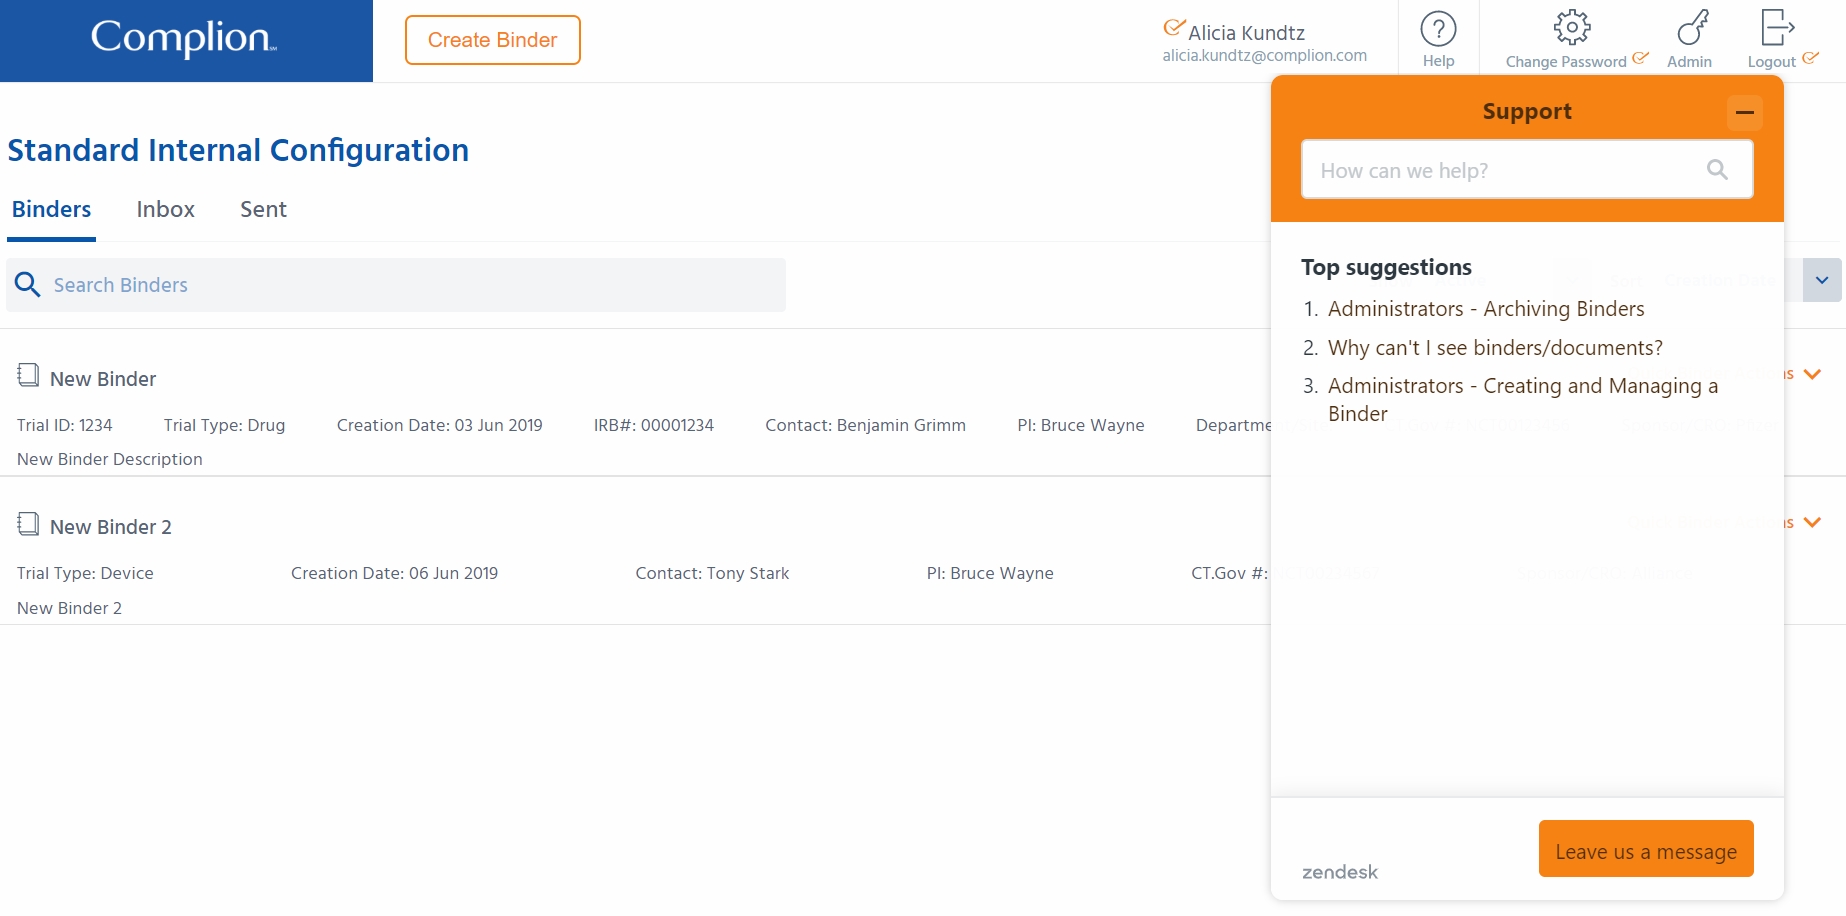 Complion
Create Binder
Alicia Kundtz
alicia.kundtz@complion.com
Help
Change Password
Admin
Logout
Support
How can we help?
Standard Internal Configuration
Binders Inbox Sent
Search Binders
Top suggestions
1. Administrators - Archiving Binders
2. Why can't I see binders/documents?
3. Administrators - Creating and Managing a
Binder
New Binder
Trial ID: 1234 Trial Type: Drug Creation Date: 03 Jun 2019 IRB#: 00001234 Contact: Benjamin Grimm PI: Bruce Wayne Departme
New Binder Description
New Binder 2
Trial Type: Device Creation Date: 06 Jun 2019 Contact: Tony Stark PI: Bruce Wayne CT.Gov #:
New Binder 2
zendesk
Leave us a message